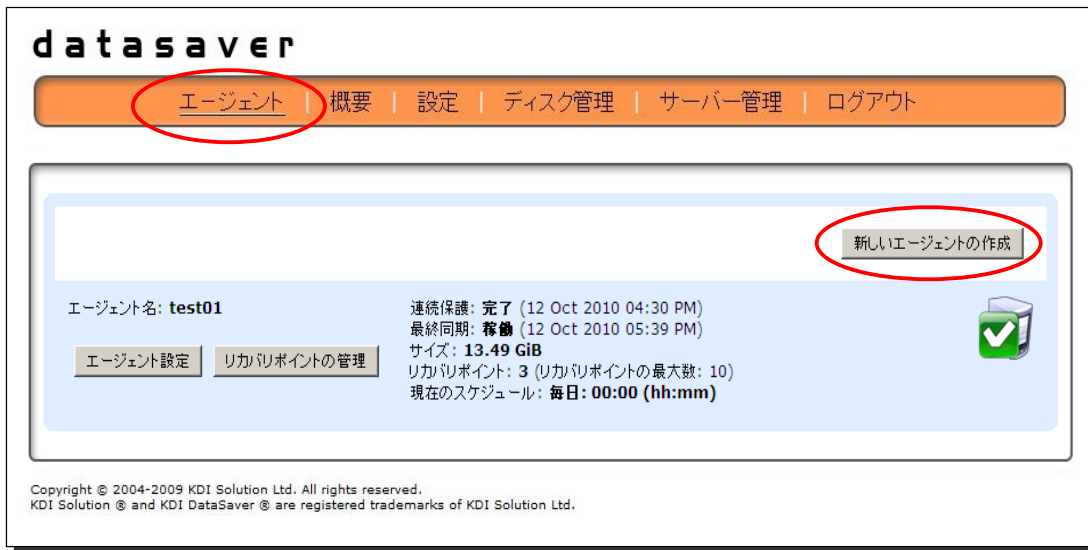 datasaver
エージェント | 概要 | 設定 | ディスク管理 | サーバー管理 | ログアウト
新しいエージェントの作成
エージェント名: test01
エージェント設定 リカバリポイントの管理
連続保護: 完了 (12 Oct 2010 04:30 PM)
最終同期: 稼働 (12 Oct 2010 05:39 PM)
サイズ: 13.49 GiB
リカバリポイント: 3 (リカバリポイントの最大数: 10)
現在のスケジュール: 毎日: 00:00 (hh:mm)
Copyright © 2004-2009 KDI Solution Ltd. All rights reserved.
KDI Solution ® and KDI DataSaver ® are registered trademarks of KDI Solution Ltd.